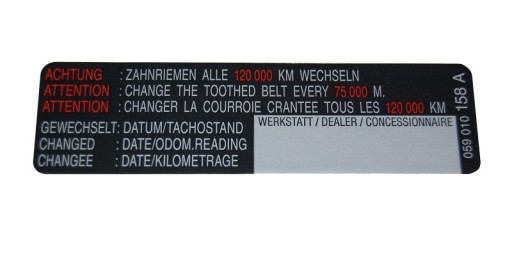 ACHTUNG : ZAHNRIEMEN ALLE 120 000 KM WECHSELN
ATTENTION : CHANGE THE TOOTHED BELT EVERY 75 000 M.
ATTENTION : CHANGER LA COURROIE CRANTEE TOUS LES 120 000 KM
GEWECHSELT: DATUM/TACHOSTAND
CHANGED : DATE/ODOM.READING
CHANGEE : DATE/KILOMETRAGE
WERKSTATT / DEALER / CONCESSIONNAIRE
059 010 158 A